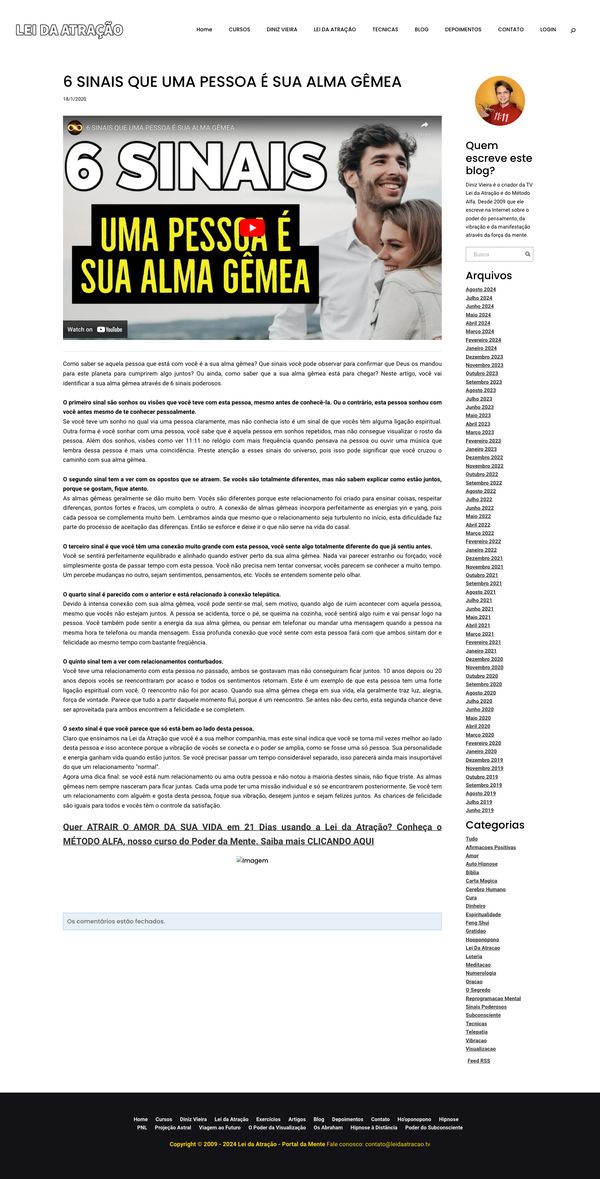 LEI DA ATRAÇÃO
Home CURSOS DINIZ VIEIRA LEI DA ATRAÇÃO TECNICAS BLOG DEPOIMENTOS CONTATO LOGIN
6 SINAIS QUE UMA PESSOA É SUA ALMA GÊMEA
18/1/2020
6 SINAIS QUE UMA PESSOA É SUA ALMA GÊMEA
6 SINAIS
UMA PESSOA É
SUA ALMA GÊMEA
Watch on YouTube
Como saber se aquela pessoa que está com você é a sua alma gêmea? Que sinais você pode observar para confirmar que Deus os mandou
para este planeta para cumprirem algo juntos? Ou ainda, como saber que a sua alma gêmea está para chegar? Neste artigo, você vai
identificar a sua alma gêmea através de 6 sinais poderosos.
O primeiro sinal são sonhos ou visões que você teve com esta pessoa, mesmo antes de conhecê-la. Ou o contrário, esta pessoa sonhou com
você antes mesmo de te conhecer pessoalmente.
Se você teve um sonho no qual via uma pessoa claramente, mas não conhecia isto é um sinal de que vocês têm alguma ligação espiritual.
Outra forma é você sonhar com uma pessoa, você sabe que é aquela pessoa em sonhos repetidos, mas não consegue visualizar o rosto da
pessoa. Além dos sonhos, visões como ver 11:11 no relógio com mais frequência quando pensava na pessoa ou ouvir uma música que
lembra dessa pessoa é mais uma coincidência. Preste atenção a esses sinais do universo, pois isso pode significar que você cruzou o
caminho com sua alma gêmea.
O segundo sinal tem a ver com os opostos que se atraem. Se vocês são totalmente diferentes, mas não sabem explicar como estão juntos,
porque se gostam, fique atento.
As almas gêmeas geralmente se dão muito bem. Vocês são diferentes porque este relacionamento foi criado para ensinar coisas, respeitar
diferenças, pontos fortes e fracos, um completa o outro. A conexão de almas gêmeas incorpora perfeitamente as energias yin e yang, pois
cada pessoa se complementa muito bem. Lembramos ainda que mesmo que o relacionamento seja turbulento no início, esta dificuldade faz
parte do processo de aceitação das diferenças. Então se esforce e deixe ir o que não serve na vida do casal.
O terceiro sinal é que você têm uma conexão muito grande com esta pessoa, você sente algo totalmente diferente do que já sentiu antes.
Você se sentirá perfeitamente equilibrado e alinhado quando estiver perto da sua alma gêmea. Nada vai parecer estranho ou forçado; você
simplesmente gosta de passar tempo com essa pessoa. Você não precisa nem tentar conversar, vocês parecem se conhecer a muito tempo.
Um percebe mudanças no outro, sejam sentimentos, pensamentos, etc. Vocês se entendem somente pelo olhar.
O quarto sinal é parecido com o anterior e está relacionado à conexão telepática.
Devido à intensa conexão com sua alma gêmea, você pode sentir-se mal, sem motivo, quando algo de ruim acontecer com aquela pessoa,
mesmo que vocês não estejam juntos. A pessoa se acidenta, torce o pé, se queima na cozinha, você sentirá algo ruim e vai pensar logo na
pessoa. Você também pode sentir a energia da sua alma gêmea, ou pensar em telefonar ou mandar uma mensagem quando a pessoa na
mesma hora te telefona ou manda mensagem. Essa profunda conexão que você sente com esta pessoa fará com que ambos sintam dor e
felicidade ao mesmo tempo com bastante freqüência.
O quinto sinal tem a ver com relacionamentos conturbados.
Você teve uma relacionamento com esta pessoa no passado, ambos se gostavam mas não conseguiram ficar juntos. 10 anos depois ou 20
anos depois vocês se reencontraram por acaso e todos os sentimentos retornam. Este é um exemplo de que esta pessoa tem uma forte
ligação espiritual com você. O reencontro não foi por acaso. Quando sua alma gêmea chega em sua vida, ela geralmente traz luz, alegria,
força de vontade. Parece que tudo a partir daquele momento flui, porque é um reencontro. Se antes não deu certo, esta segunda chance deve
ser aproveitada para ambos encontrem a felicidade e se completem.
O sexto sinal é que você parece que só está bem ao lado desta pessoa.
Claro que ensinamos na Lei da Atração que você é a sua melhor companhia, mas este sinal indica que você se torna mil vezes melhor ao lado
desta pessoa e isso acontece porque a vibração de vocês se conecta e o poder se amplia, como se fosse uma só pessoa. Sua personalidade
e energia ganham vida quando estão juntos. Se você precisar passar um tempo considerável separado, isso parecerá ainda mais insuportável
do que um relacionamento "normal".
Agora uma dica final: se você está num relacionamento ou ama outra pessoa e não notou a maioria destes sinais, não fique triste. As almas
gêmeas nem sempre nasceram para ficar juntas. Cada uma pode ter uma missão individual e só se encontrarem posteriormente. Se você tem
um relacionamento com alguém e gosta desta pessoa, foque sua vibração, desejem juntos e sejam felizes juntos. As chances de felicidade
são iguais para todos e vocês têm o controle da satisfação.
Quer ATRAIR O AMOR DA SUA VIDA em 21 Dias usando a Lei da Atração? Conheça o
MÉTODO ALFA, nosso curso do Poder da Mente. Saiba mais CLICANDO AQUI
Imagem
Os comentários estão fechados.
11:11
Quem
escreve este
blog?
Diniz Vieira é o criador da TV
Lei da Atração e do Método
Alfa. Desde 2009 que ele
escreve na Internet sobre o
poder do pensamento, da
vibração e da manifestação
através da força da mente.
Busca
Arquivos
Agosto 2024
Julho 2024
Junho 2024
Maio 2024
Abril 2024
Março 2024
Fevereiro 2024
Janeiro 2024
Dezembro 2023
Novembro 2023
Outubro 2023
Setembro 2023
Agosto 2023
Julho 2023
Junho 2023
Maio 2023
Abril 2023
Março 2023
Fevereiro 2023
Janeiro 2023
Dezembro 2022
Novembro 2022
Outubro 2022
Setembro 2022
Agosto 2022
Julho 2022
Junho 2022
Maio 2022
Abril 2022
Março 2022
Fevereiro 2022
Janeiro 2022
Dezembro 2021
Novembro 2021
Outubro 2021
Setembro 2021
Agosto 2021
Julho 2021
Junho 2021
Maio 2021
Abril 2021
Março 2021
Fevereiro 2021
Janeiro 2021
Dezembro 2020
Novembro 2020
Outubro 2020
Setembro 2020
Agosto 2020
Julho 2020
Junho 2020
Maio 2020
Abril 2020
Março 2020
Fevereiro 2020
Janeiro 2020
Dezembro 2019
Novembro 2019
Outubro 2019
Setembro 2019
Agosto 2019
Julho 2019
Junho 2019
Categorias
Tudo
Afirmacoes Positivas
Amor
Auto Hipnose
Bíblia
Carta Magica
Cerebro Humano
Cura
Dinheiro
Espiritualidade
Feng Shui
Gratidao
Hooponopono
Lei Da Atracao
Loteria
Meditacao
Numerologia
Oracao
O Segredo
Reprogramacao Mental
Sinais Poderosos
Subconsciente
Tecnicas
Telepatia
Vibracao
Visualizacao
Feed RSS
Home Cursos Diniz Vieira Lei da Atração Exercícios Artigos Blog Depoimentos Contato Ho'oponopono Hipnose
PNL Projeção Astral Viagem ao Futuro O Poder da Visualização Os Abraham Hipnose à Distância Poder do Subconsciente
Copyright © 2009 - 2024 Lei da Atração - Portal da Mente Fale conosco: contato@leidaatracao.tv